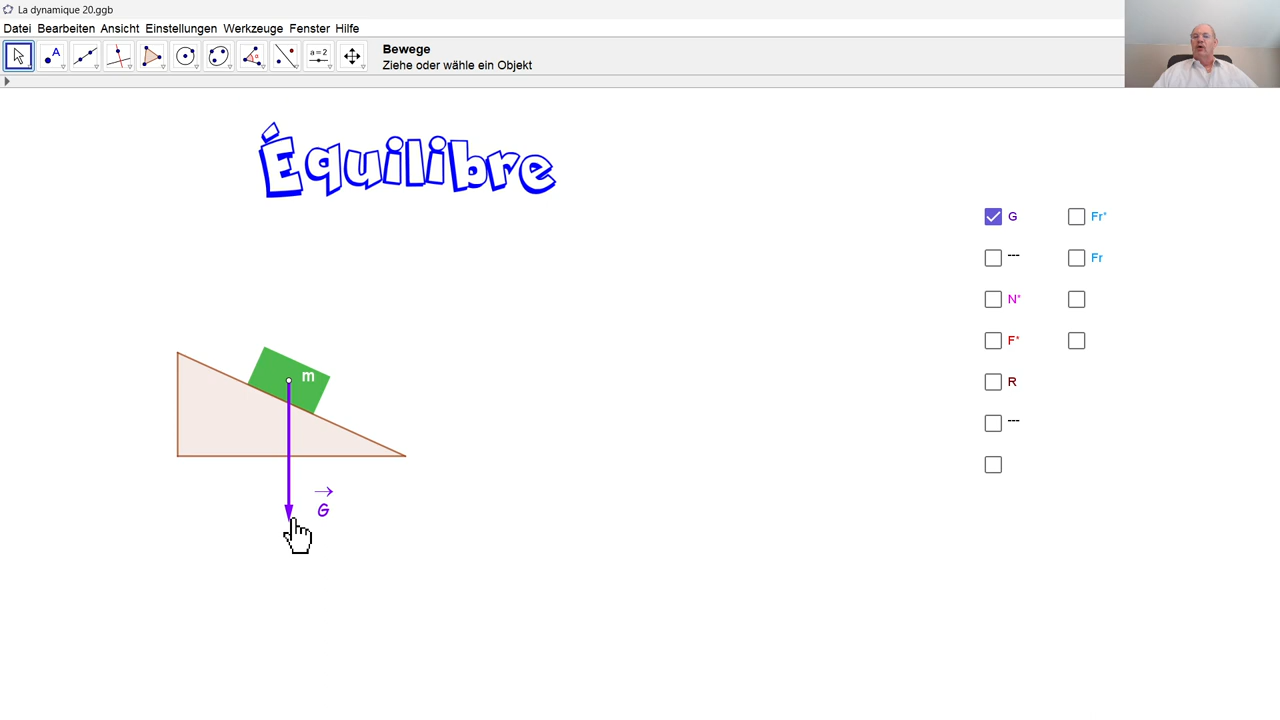 La dynamique 20.ggb
Datei Bearbeiten Ansicht Einstellungen Werkzeuge Fenster Hilfe
A
a=2
Bewege
Ziehe oder wähle ein Objekt
Équilibre
G
Fr*
---
Fr
N*
F*
R
---
m
G